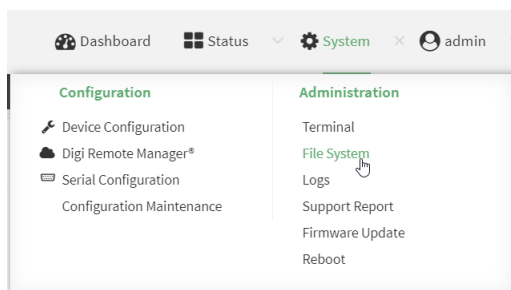 Dashboard Status System admin
Configuration
Device Configuration
Digi Remote Manager®
Serial Configuration
Configuration Maintenance
Administration
Terminal
File System
Logs
Support Report
Firmware Update
Reboot